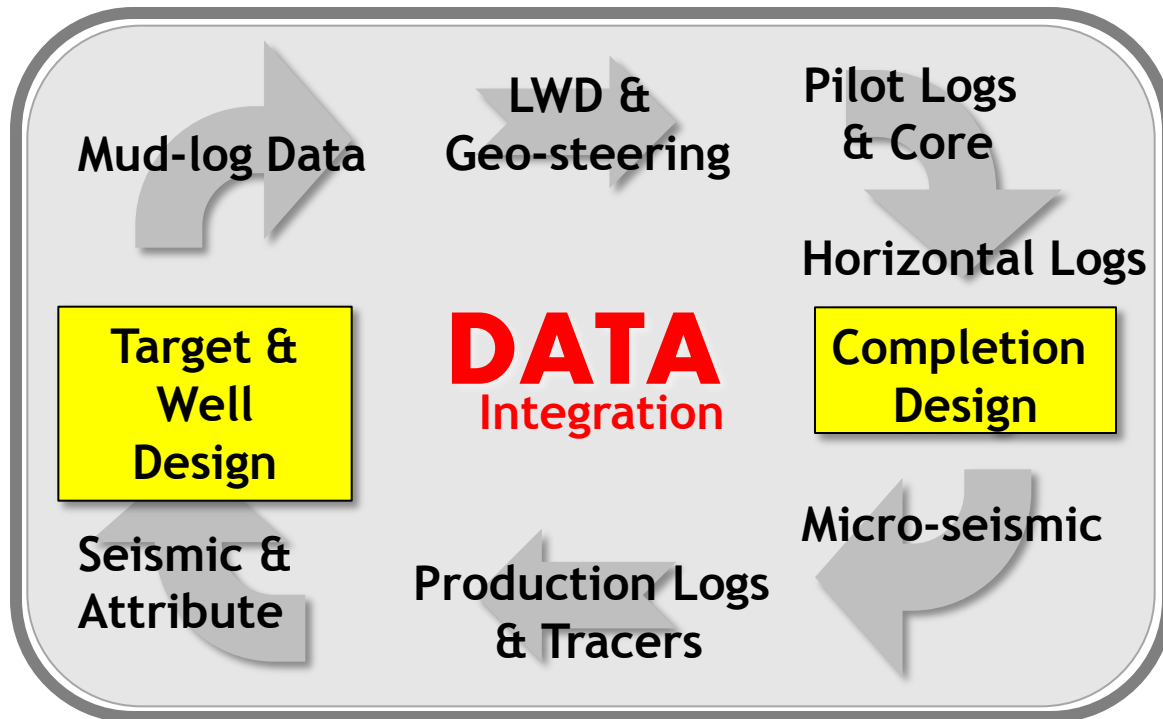 Mud-log Data
LWD &
Geo-steering
Pilot Logs
& Core
Horizontal Logs
Target &
Well
Design
DATA
Integration
Completion
Design
Seismic &
Attribute
Production Logs
& Tracers
Micro-seismic